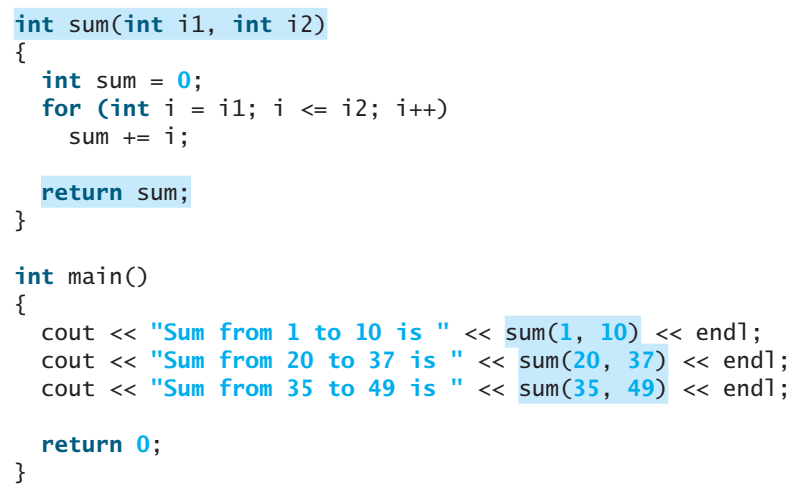 int sum(int i1, int i2)
{
  int sum = 0;
  for (int i = i1; i <= i2; i++)
    sum += i;

  return sum;
}

int main()
{
  cout << "Sum from 1 to 10 is " << sum(1, 10) << endl;
  cout << "Sum from 20 to 37 is " << sum(20, 37) << endl;
  cout << "Sum from 35 to 49 is " << sum(35, 49) << endl;

  return 0;
}